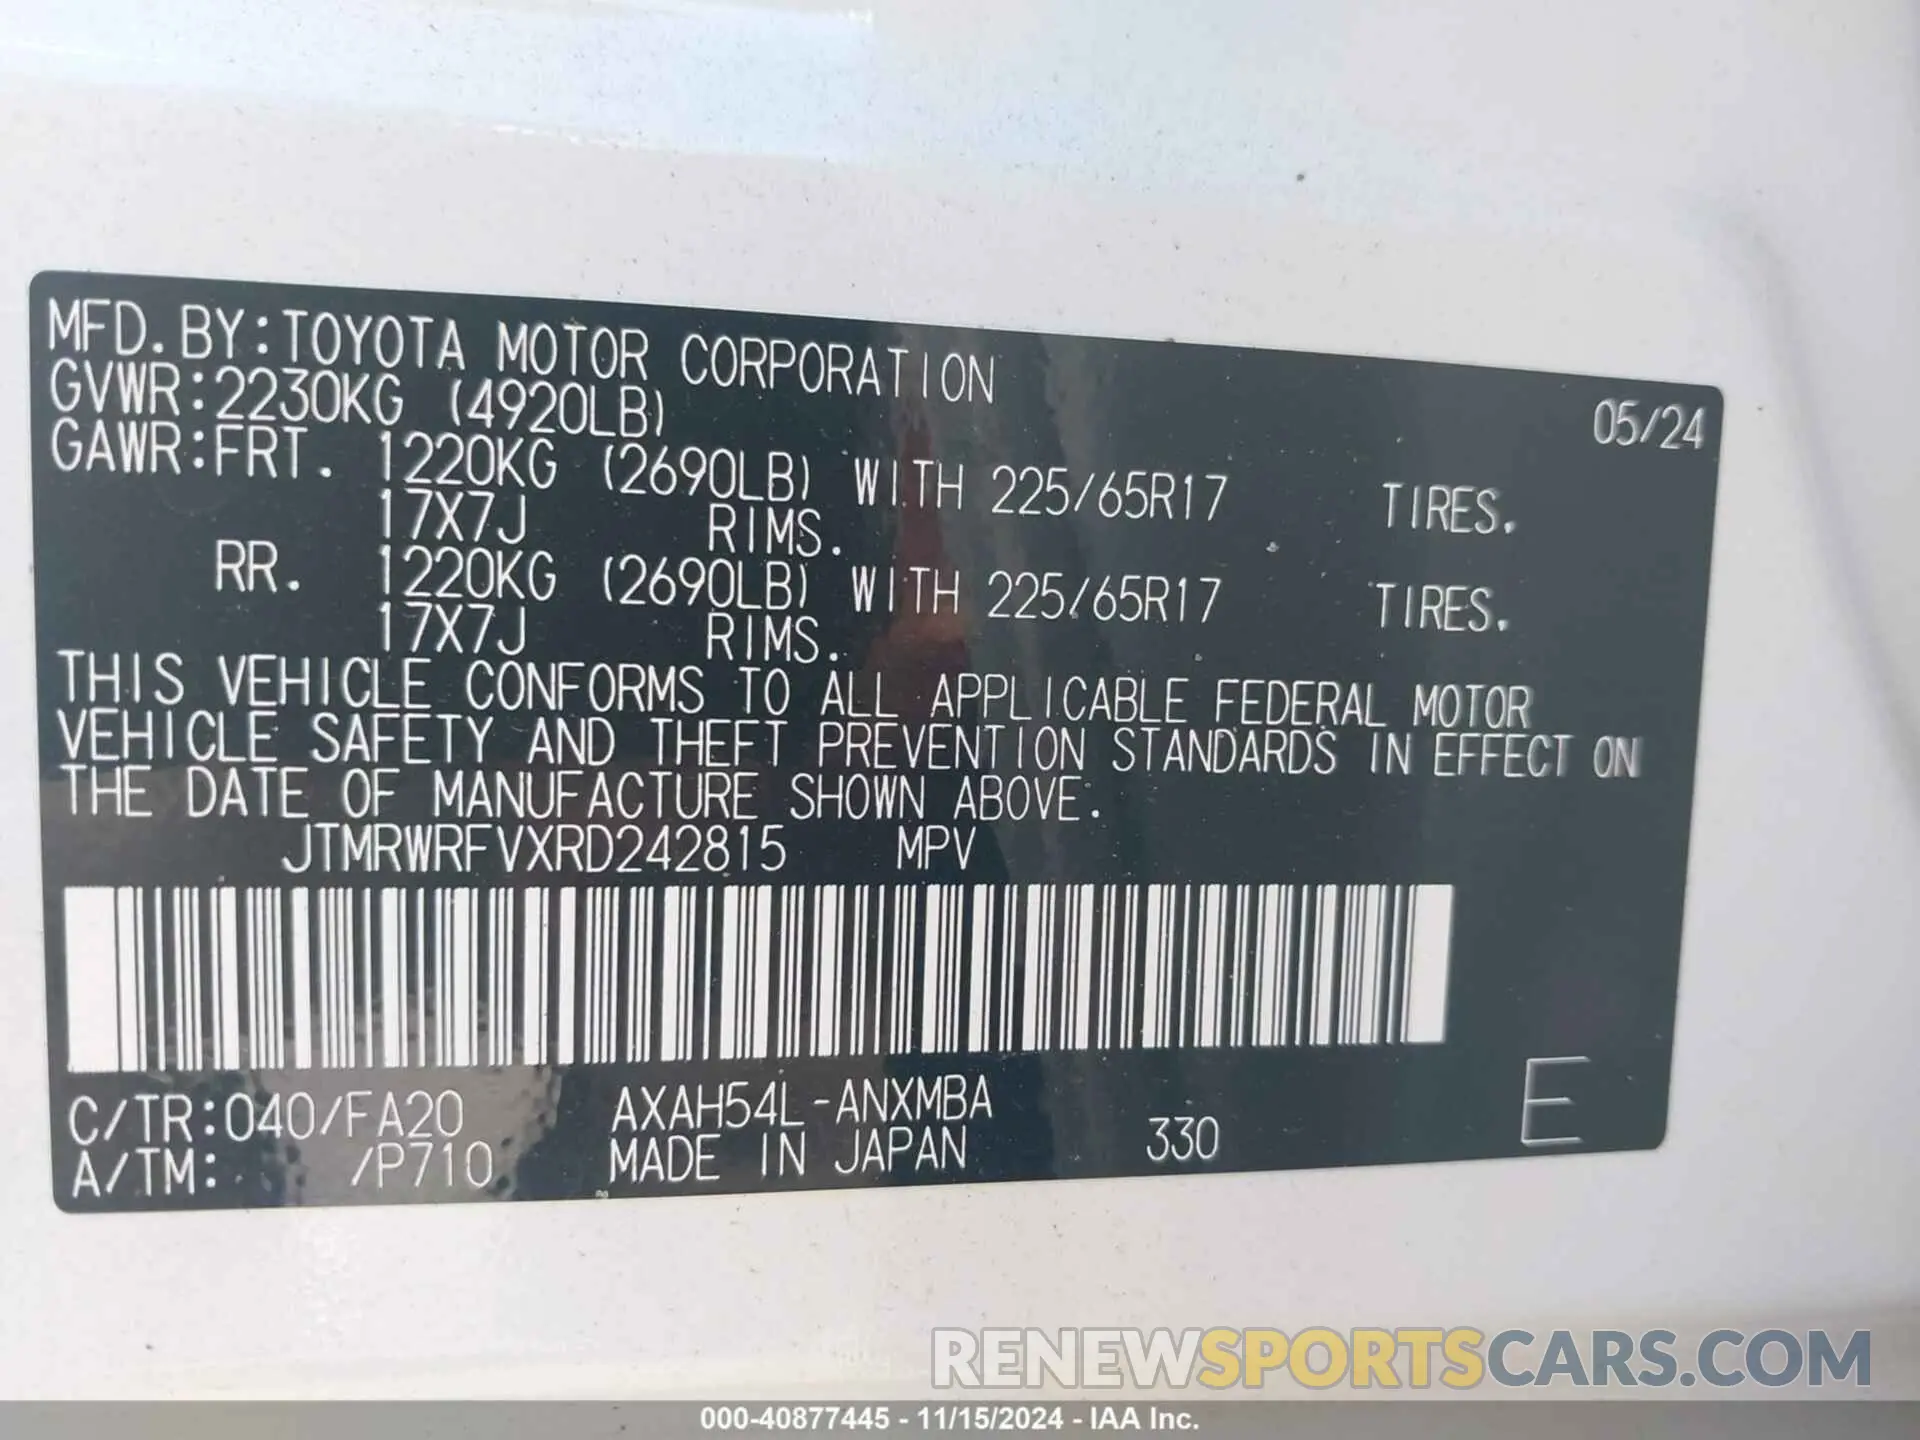 MFD.BY:TOYOTA MOTOR CORPORATION
05/24
GVWR:2230KG (4920LB)
GAWR:FRT. 1220KG (2690LB) WITH 225/65R17 TIRES.
17X7J RIMS.
RR. 1220KG (2690LB) WITH 225/65R17 TIRES.
17X7J RIMS.
THIS VEHICLE CONFORMS TO ALL APPLICABLE FEDERAL MOTOR
VEHICLE SAFETY AND THEFT PREVENTION STANDARDS IN EFFECT ON
THE DATE OF MANUFACTURE SHOWN ABOVE.
JTMRWRFVXRD242815 MPV
C/TR:040/FA20 AXAH54L-ANXMBA
A/TM: /P710 MADE IN JAPAN 330 E
RENEWSPORTSCARS.COM
000-40877445 - 11/15/2024 - IAA Inc.